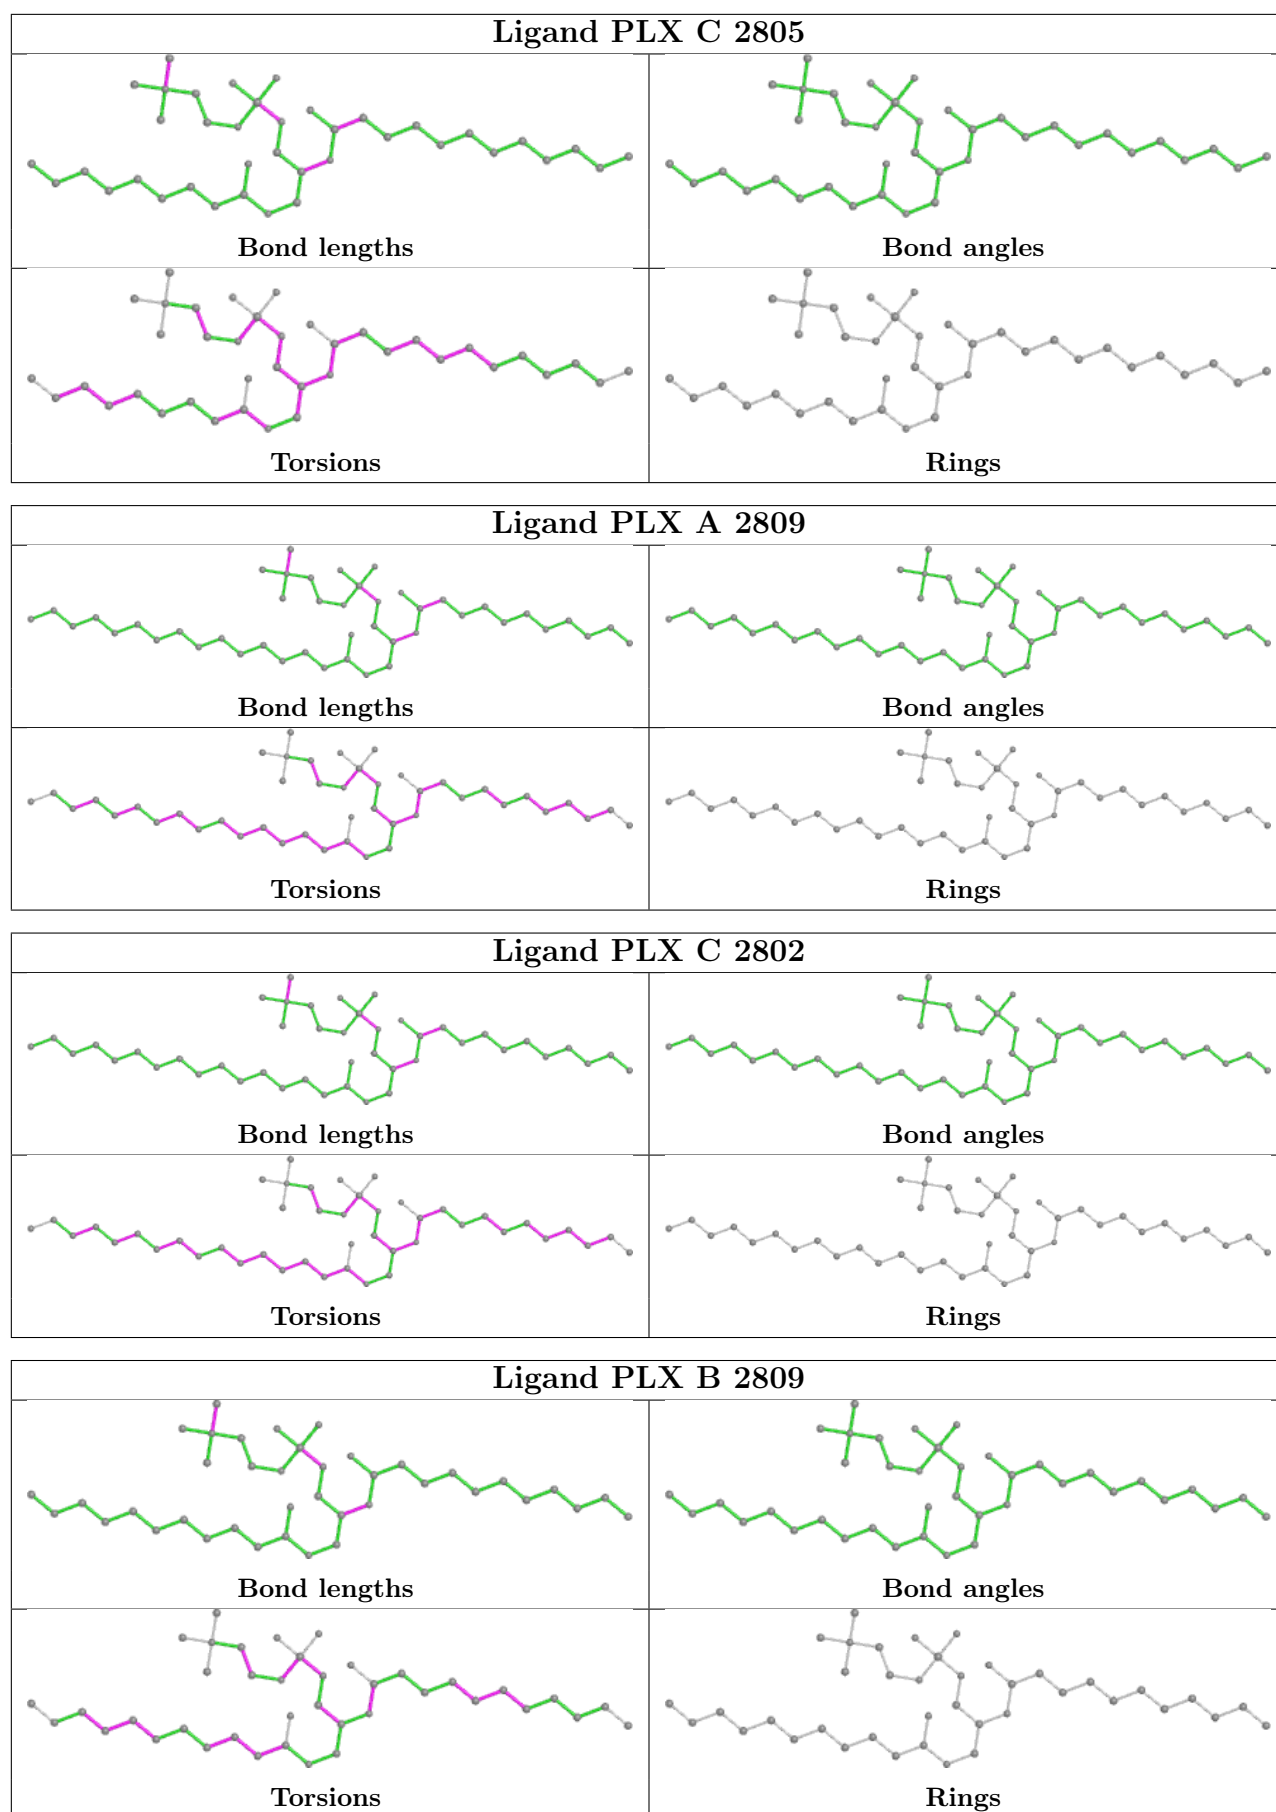 Ligand PLX C 2805
Bond lengths
Bond angles
Torsions
Rings
Ligand PLX A 2809
Bond lengths
Bond angles
Torsions
Rings
Ligand PLX C 2802
Bond lengths
Bond angles
Torsions
Rings
Ligand PLX B 2809
Bond lengths
Bond angles
Torsions
Rings